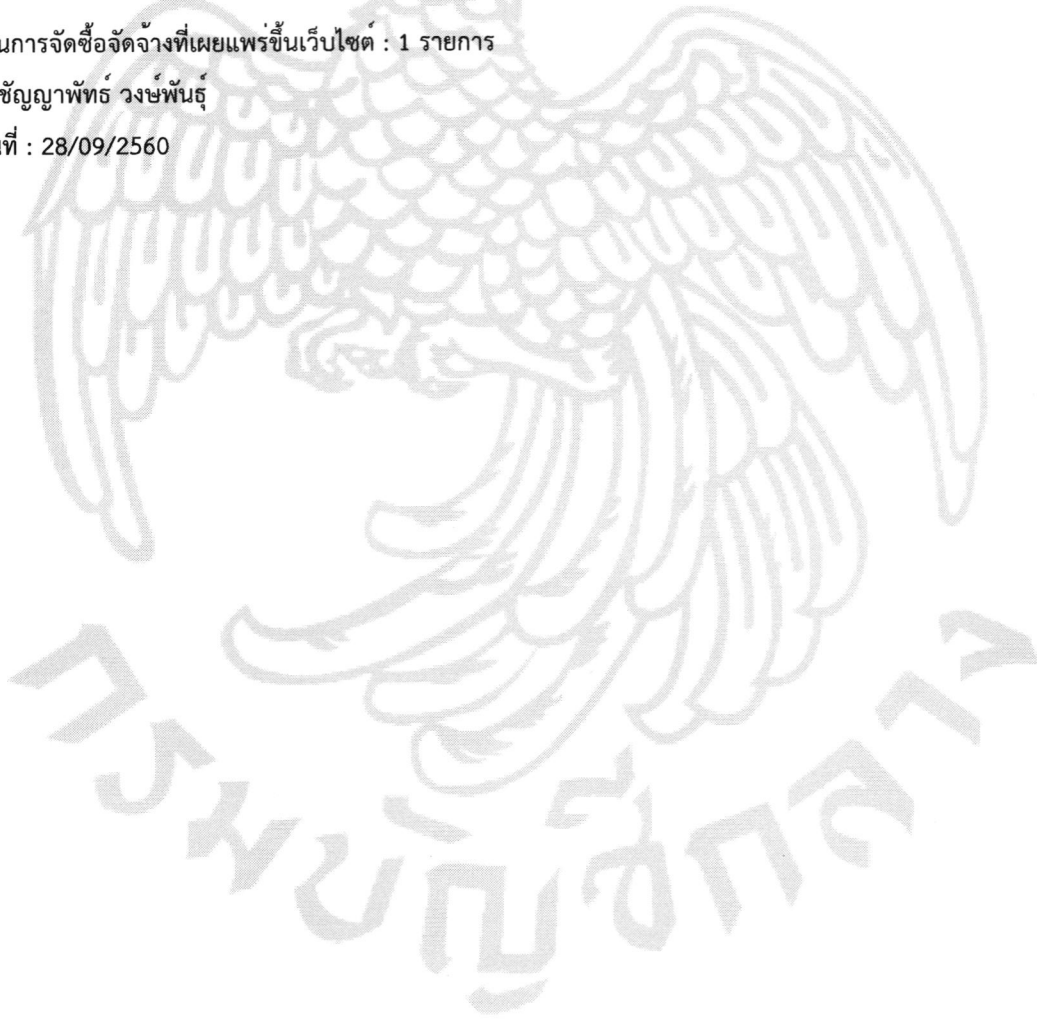 นการจัดซื้อจัดจ้างที่เผยแพร่ขึ้นเว็บไซต์ : 1 รายการ
ชัญญาพัทธ์ วงษ์พันธุ์
ที่ : 28/09/2560
กรมบัญชีกลาง